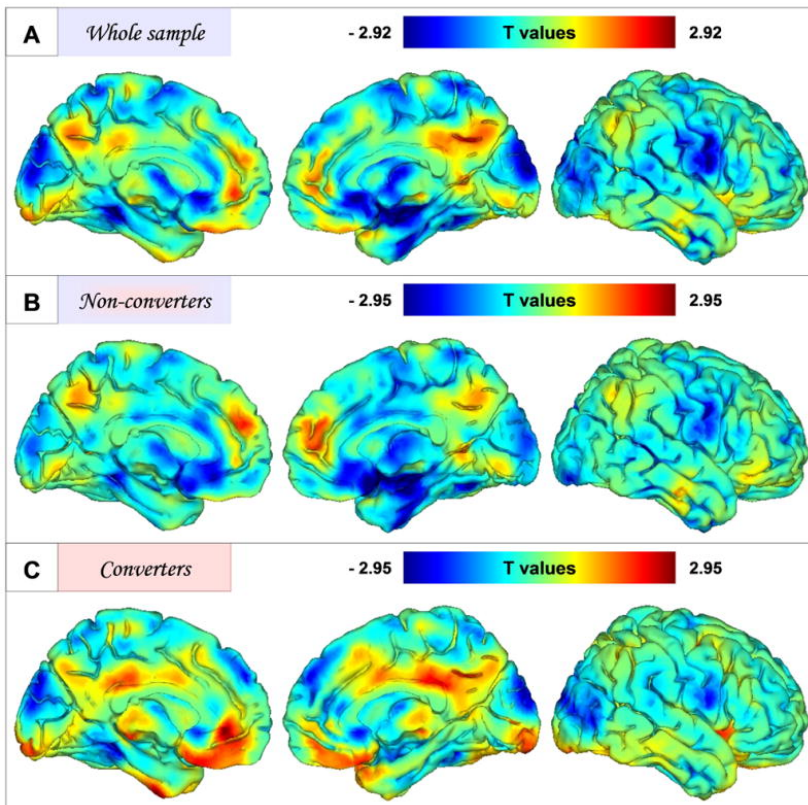 A Whole sample - 2.92 T values 2.92
B Non-converters - 2.95 T values 2.95
C Converters - 2.95 T values 2.95